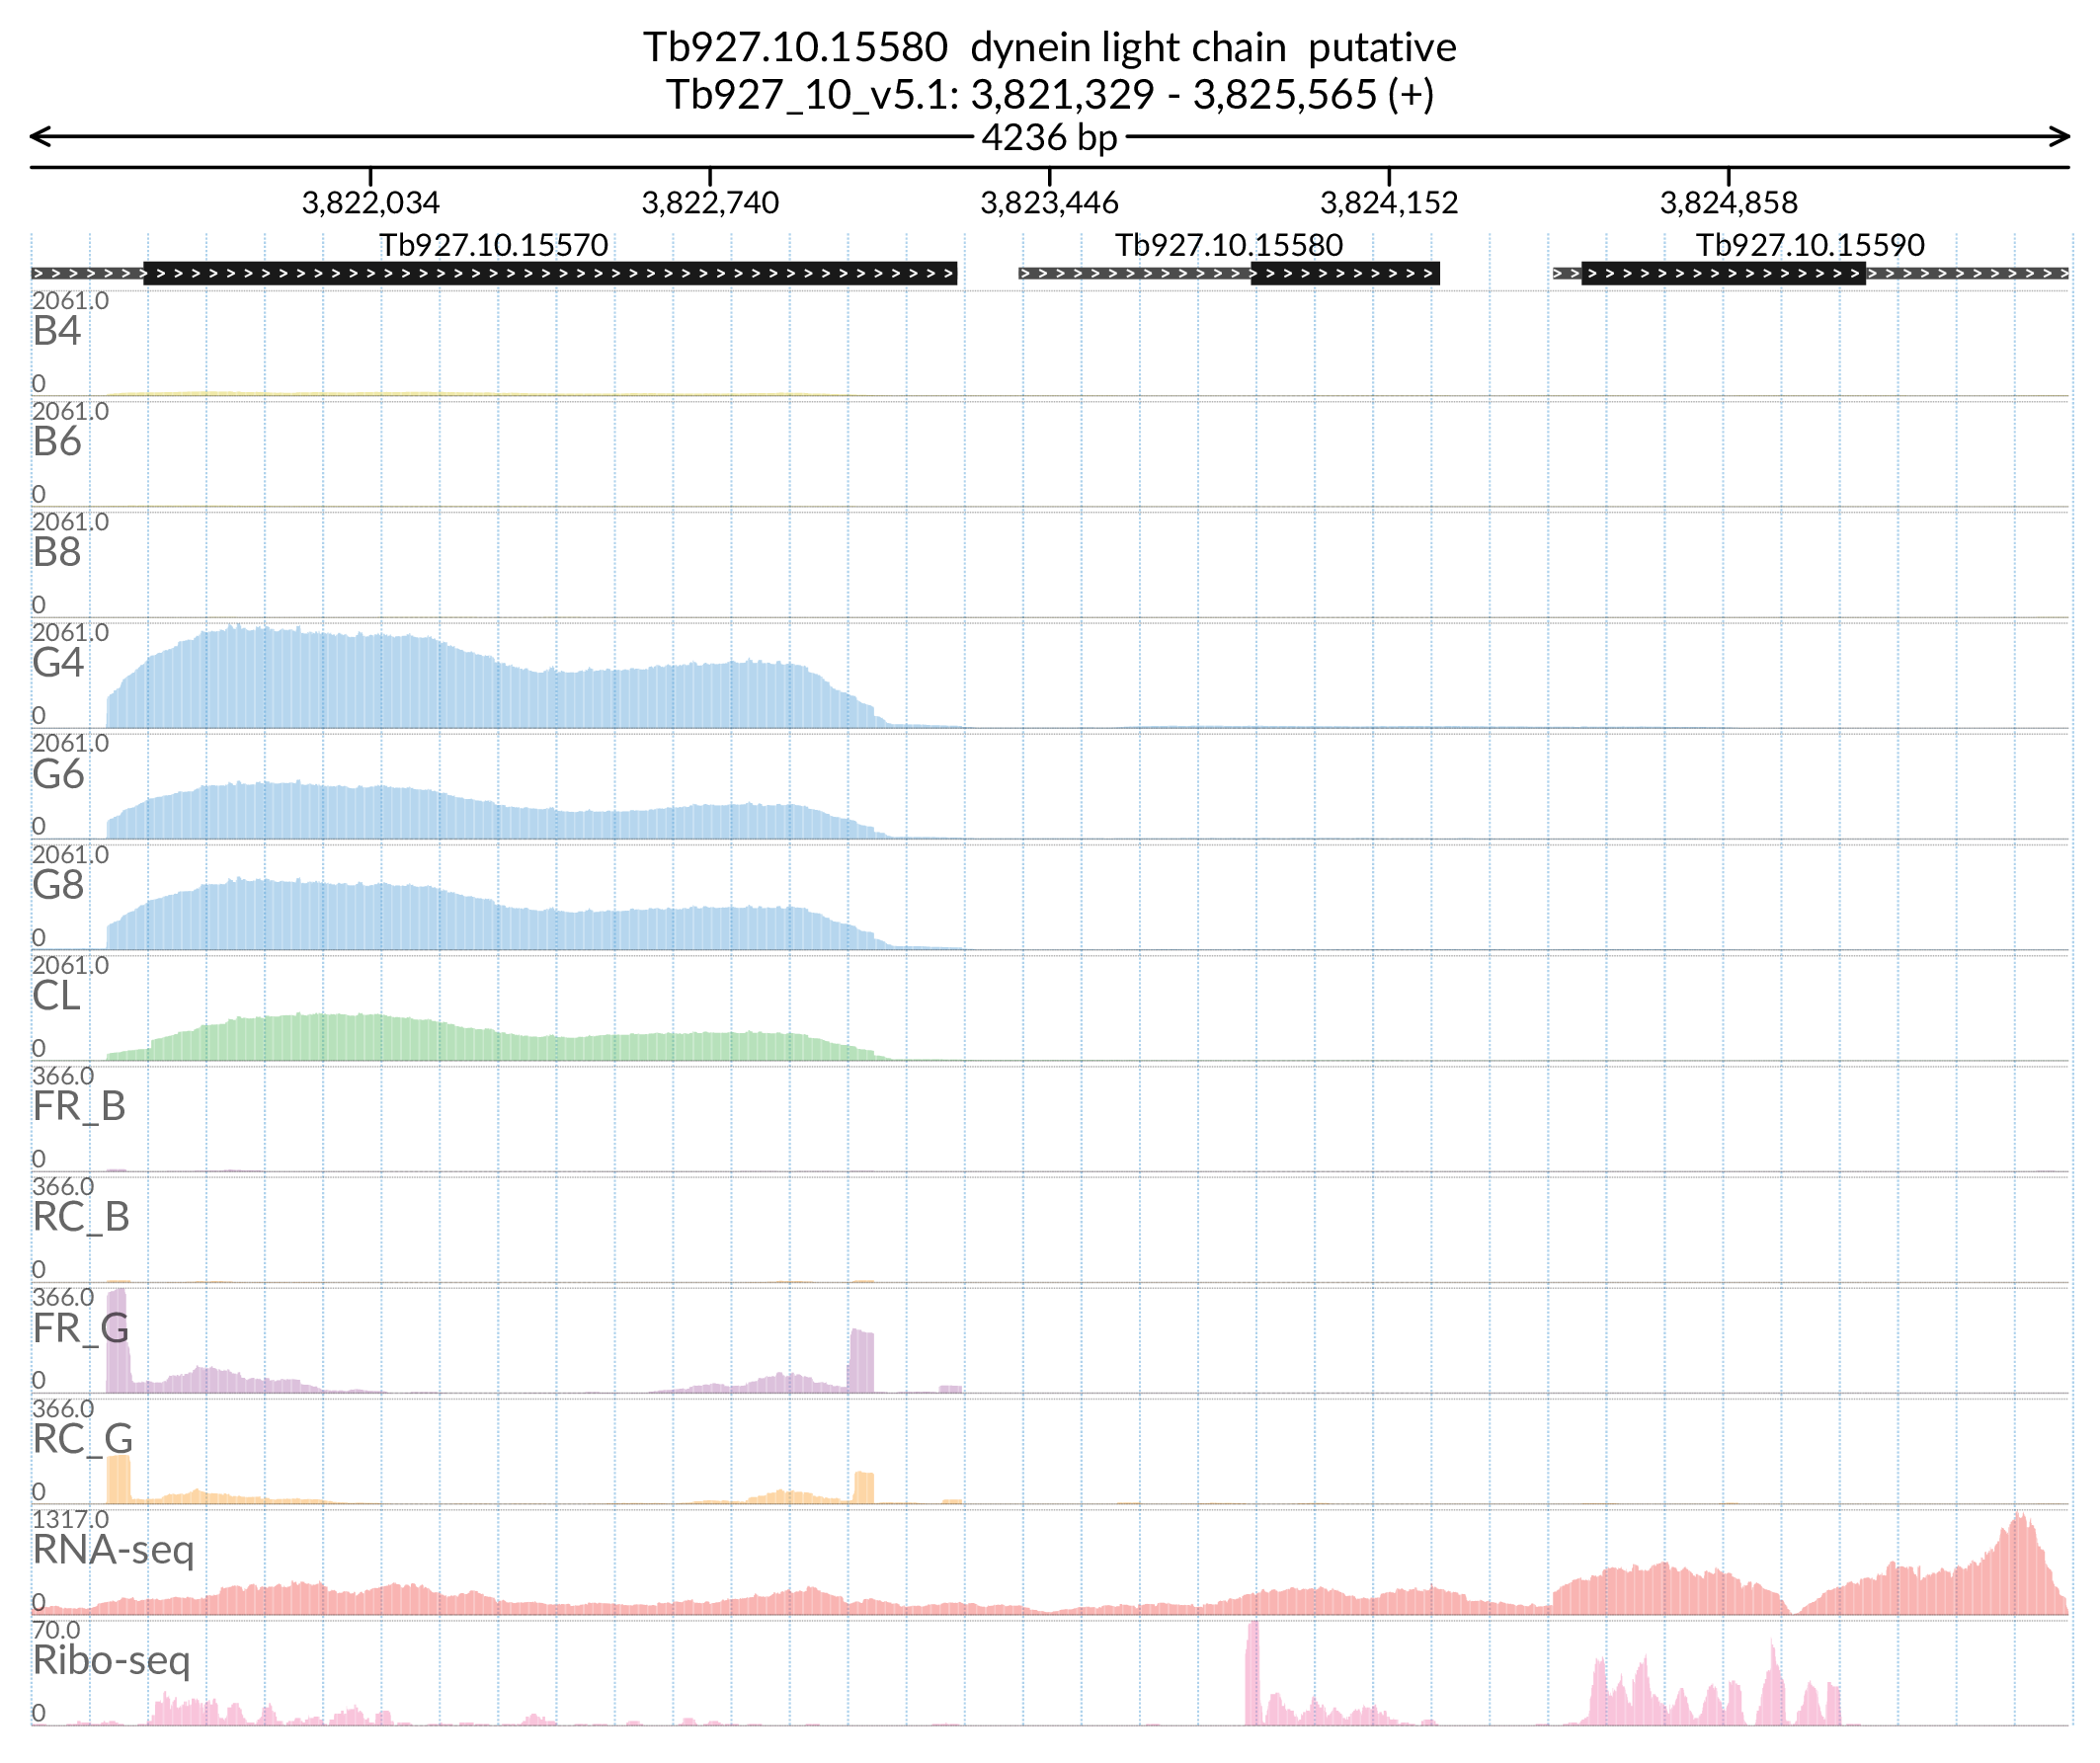 Tb927.10.15580  dynein light chain  putative
Tb927_10_v5.1: 3,821,329 - 3,825,565 (+)
4236 bp
3,822,034 3,822,740 3,823,446 3,824,152 3,824,858
Tb927.10.15570 Tb927.10.15580 Tb927.10.15590
2061.0
B4
0
2061.0
B6
0
2061.0
B8
0
2061.0
G4
0
2061.0
G6
0
2061.0
G8
0
2061.0
CL
0
366.0
FR_B
0
366.0
RC_B
0
366.0
FR_G
0
366.0
RC_G
0
1317.0
RNA-seq
0
70.0
Ribo-seq
0